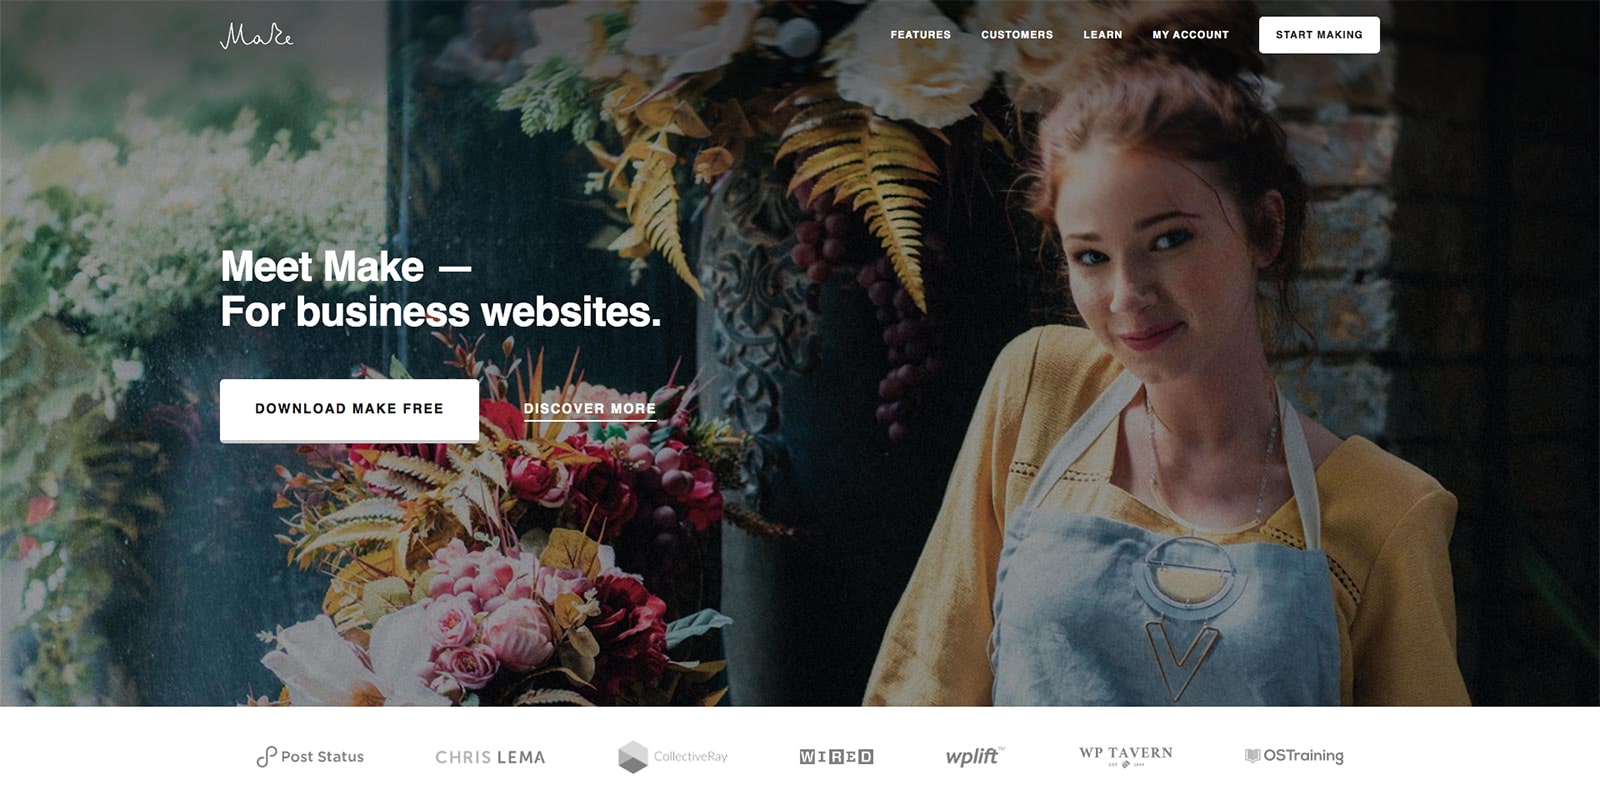 Make
FEATURES
CUSTOMERS
LEARN
MY ACCOUNT
START MAKING
Meet Make —
For business websites.
DOWNLOAD MAKE FREE
DISCOVER MORE
Post Status
CHRIS LEMA
CollectiveRay
WIRED
wplift™
WP TAVERN
OSTraining